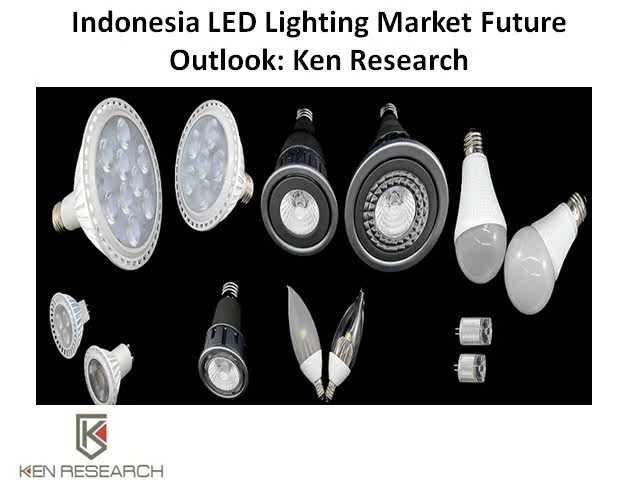 Indonesia LED Lighting Market Future
Outlook: Ken Research
KEN RESEARCH